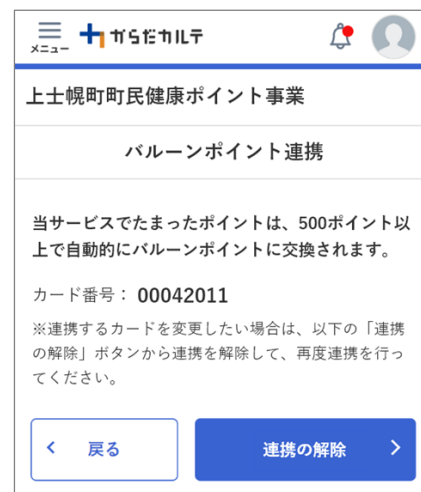 メニュー
からだカルテ
上士幌町町民健康ポイント事業
バルーンポイント連携
当サービスでたまったポイントは、500ポイント以
上で自動的にバルーンポイントに交換されます。
カード番号： 00042011
※連携するカードを変更したい場合は、以下の「連携
の解除」ボタンから連携を解除して、再度連携を行っ
てください。
戻る
連携の解除